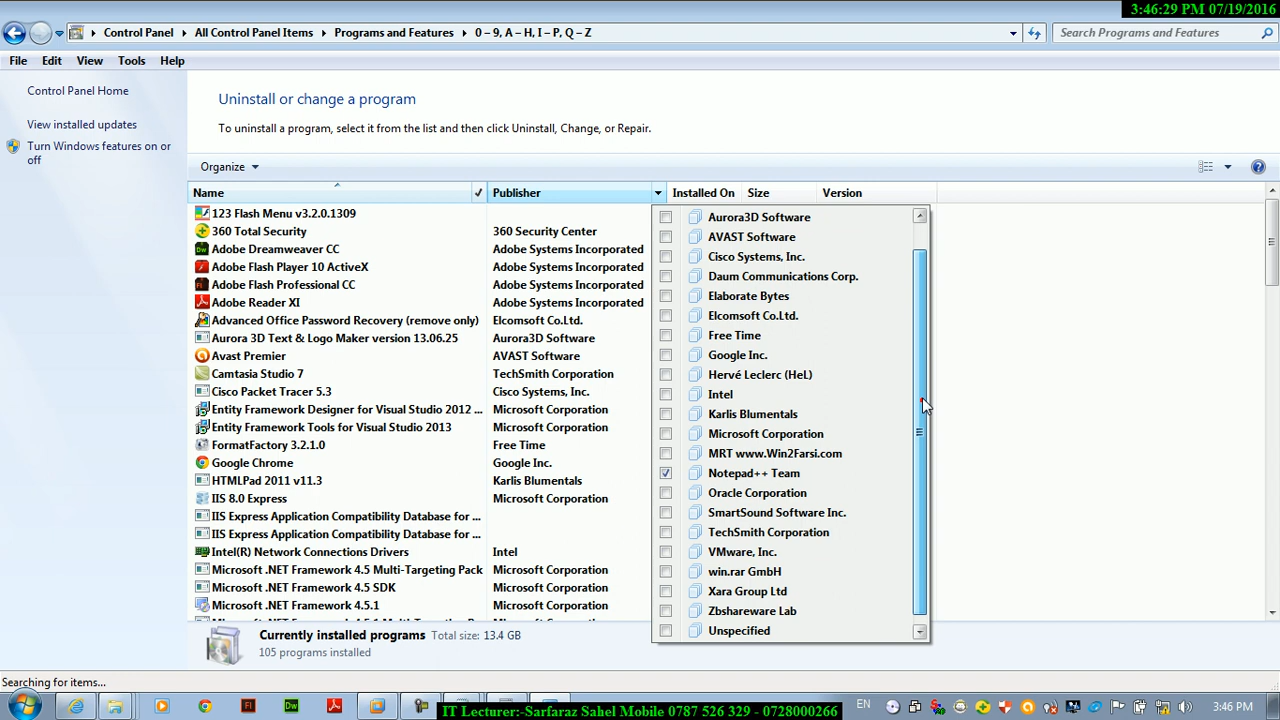 3:46:29 PM 07/19/2016
Control Panel
All Control Panel Items
Programs and Features
0 – 9, A – H, I – P, Q – Z
Search Programs and Features
File Edit View Tools Help
Control Panel Home
View installed updates
Turn Windows features on or
off
Uninstall or change a program
To uninstall a program, select it from the list and then click Uninstall, Change, or Repair.
Organize
Name Publisher Installed On Size Version
123 Flash Menu v3.2.0.1309
360 Total Security 360 Security Center
Adobe Dreamweaver CC Adobe Systems Incorporated
Adobe Flash Player 10 ActiveX Adobe Systems Incorporated
Adobe Flash Professional CC Adobe Systems Incorporated
Adobe Reader XI Adobe Systems Incorporated
Advanced Office Password Recovery (remove only) Elcomsoft Co.Ltd.
Aurora 3D Text & Logo Maker version 13.06.25 Aurora3D Software
Avast Premier AVAST Software
Camtasia Studio 7 TechSmith Corporation
Cisco Packet Tracer 5.3 Cisco Systems, Inc.
Entity Framework Designer for Visual Studio 2012 ... Microsoft Corporation
Entity Framework Tools for Visual Studio 2013 Microsoft Corporation
FormatFactory 3.2.1.0 Free Time
Google Chrome Google Inc.
HTMLPad 2011 v11.3 Karlis Blumentals
IIS 8.0 Express Microsoft Corporation
IIS Express Application Compatibility Database for ...
IIS Express Application Compatibility Database for ...
Intel(R) Network Connections Drivers Intel
Microsoft .NET Framework 4.5 Multi-Targeting Pack Microsoft Corporation
Microsoft .NET Framework 4.5 SDK Microsoft Corporation
Microsoft .NET Framework 4.5.1 Microsoft Corporation
Aurora3D Software
AVAST Software
Cisco Systems, Inc.
Daum Communications Corp.
Elaborate Bytes
Elcomsoft Co.Ltd.
Free Time
Google Inc.
Hervé Leclerc (HeL)
Intel
Karlis Blumentals
Microsoft Corporation
MRT www.Win2Farsi.com
Notepad++ Team
Oracle Corporation
SmartSound Software Inc.
TechSmith Corporation
VMware, Inc.
win.rar GmbH
Xara Group Ltd
Zbshareware Lab
Unspecified
Currently installed programs Total size: 13.4 GB
105 programs installed
Searching for items...
IT Lecturer:-Sarfaraz Sahel Mobile 0787 526 329 - 0728000266
EN
3:46 PM